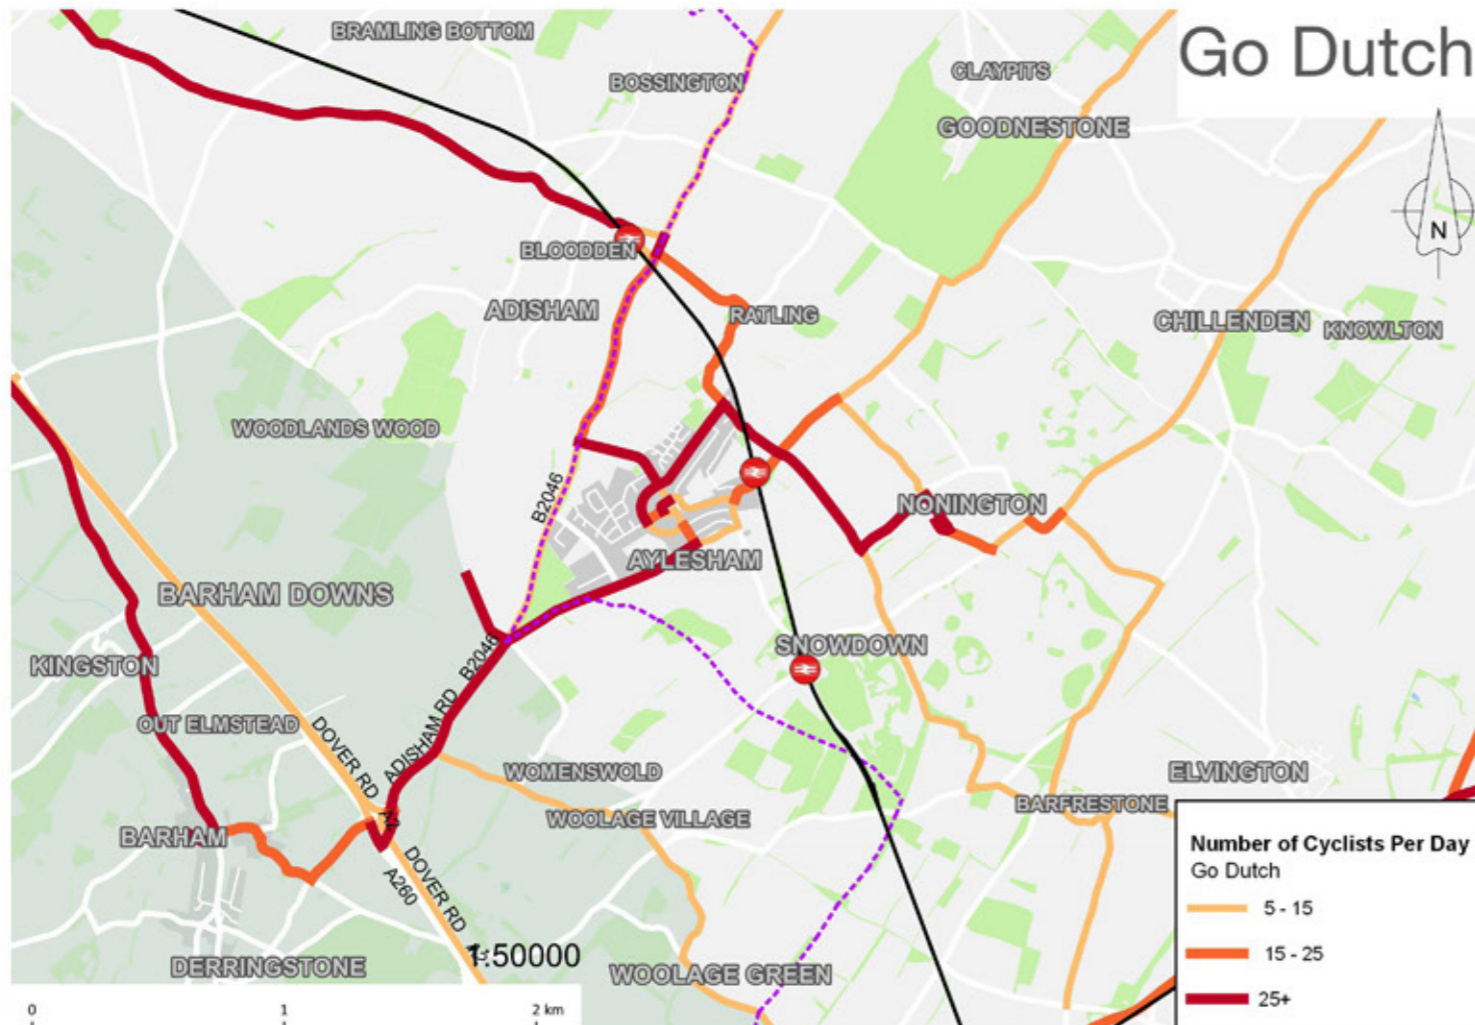 BRAMLING BOTTOM
Go Dutch
BOSSINGTON
CLAYPITS
GOODNESTONE
N
BLOODDEN
ADISHAM
RATLING
CHILLENDEN
KNOWLTON
WOODLANDS WOOD
B2046
NONINGTON
AYLESHAM
BARHAM DOWNS
KINGSTON
B2046
SNOWDOWN
OUT ELMSTEAD
DOVER RD
ADISHAM RD
WOMENSWOLD
ELVINGTON
BARFRESTONE
WOOLAGE VILLAGE
A2
BARHAM
DOVER RD
A260
Number of Cyclists Per Day
Go Dutch
5 - 15
15 - 25
25+
1:50000
DERRINGSTONE
WOOLAGE GREEN
0 1 2 km